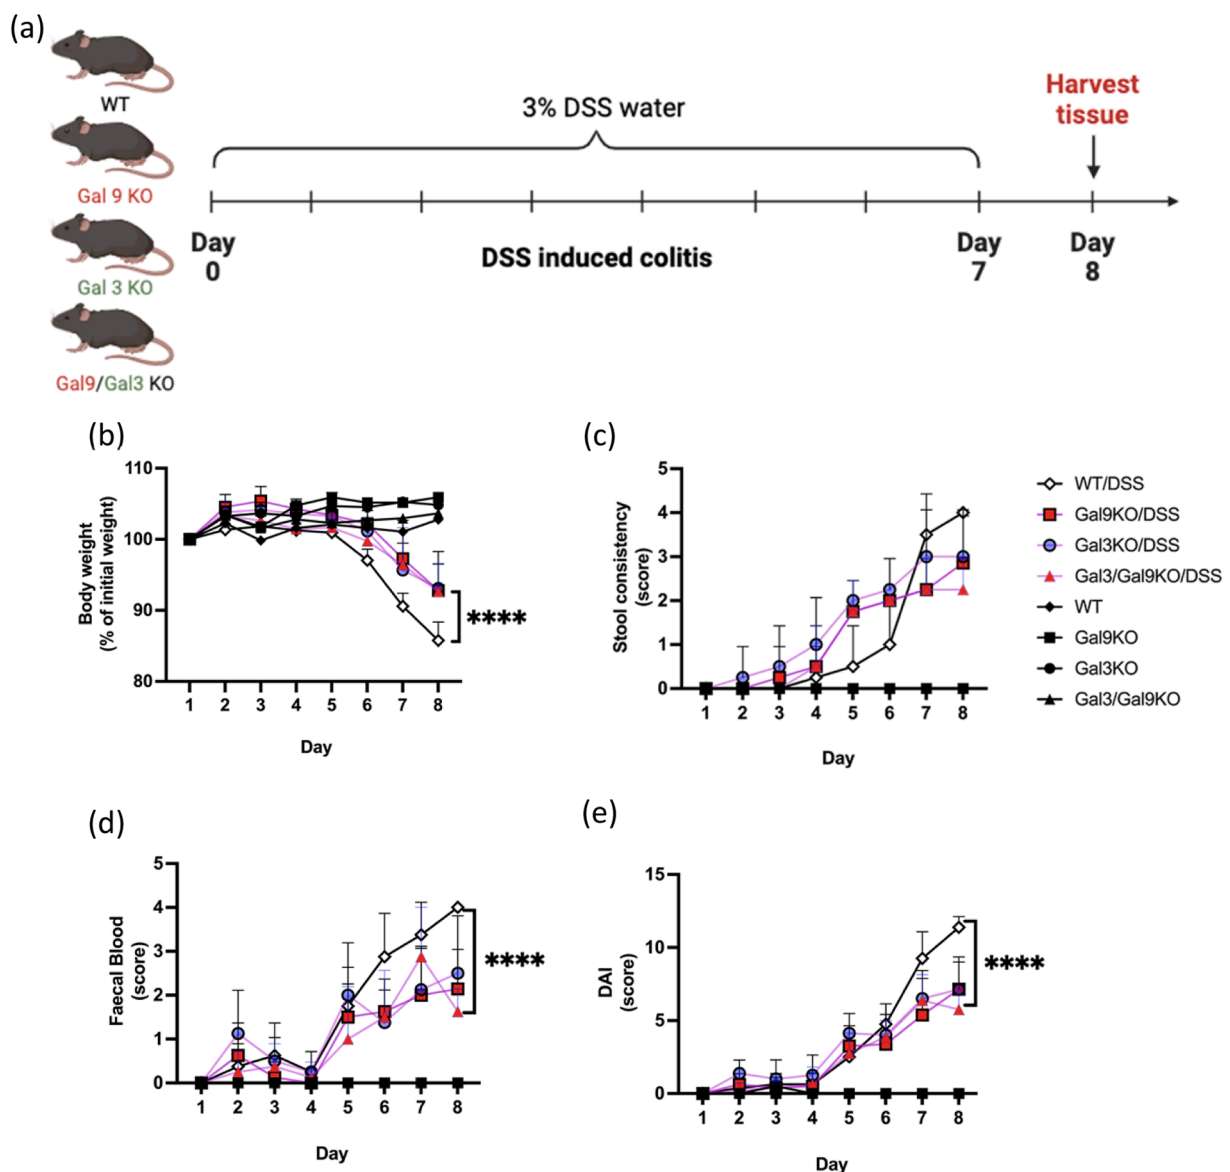 (a)
WT
Gal 9 KO
Gal 3 KO
Gal9/Gal3 KO
3% DSS water
Harvest
tissue
Day
0
DSS induced colitis
Day
7
Day
8
(b)
Body weight
(% of initial weight)
110
100
90
80
1 2 3 4 5 6 7 8
Day
****
(c)
Stool consistency
(score)
5
4
3
2
1
0
1 2 3 4 5 6 7 8
Day
WT/DSS
Gal9KO/DSS
Gal3KO/DSS
Gal3/Gal9KO/DSS
WT
Gal9KO
Gal3KO
Gal3/Gal9KO
(d)
Faecal Blood
(score)
5
4
3
2
1
0
1 2 3 4 5 6 7 8
Day
****
(e)
DAI
(score)
15
10
5
0
1 2 3 4 5 6 7 8
Day
****